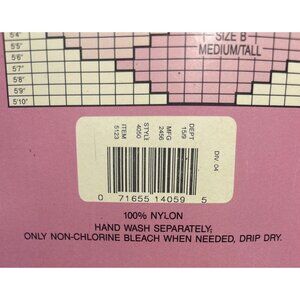 5'4"
5'5"
5'6"
5'7"
5'8"
5'9"
5'10"
SIZE B
MEDIUM/TALL
DEPT 159
MFG 2456
STYLE 4050
ITEM 5123
DIV. 04
0 71655 14059 5
100% NYLON
HAND WASH SEPARATELY;
ONLY NON-CHLORINE BLEACH WHEN NEEDED, DRIP DRY.